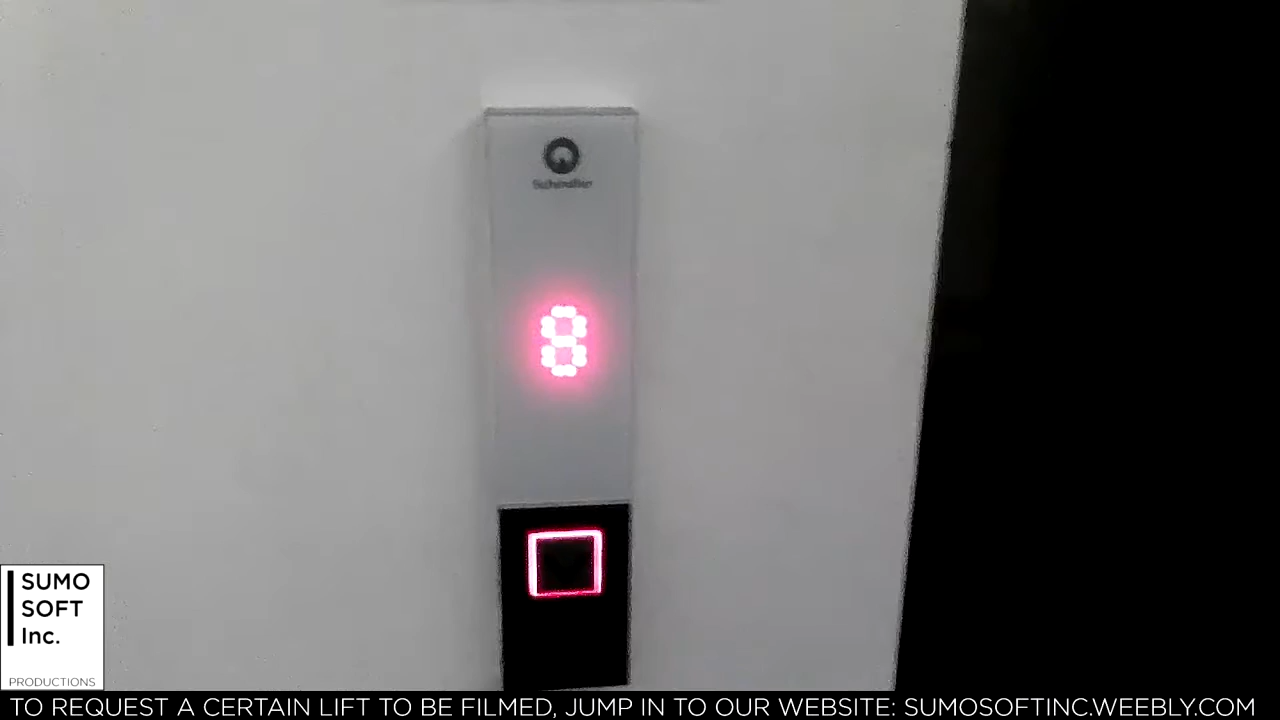 Schindler
8
SUMO
SOFT
Inc.
PRODUCTIONS
TO REQUEST A CERTAIN LIFT TO BE FILMED, JUMP IN TO OUR WEBSITE: SUMOSOFTINC.WEEBLY.COM